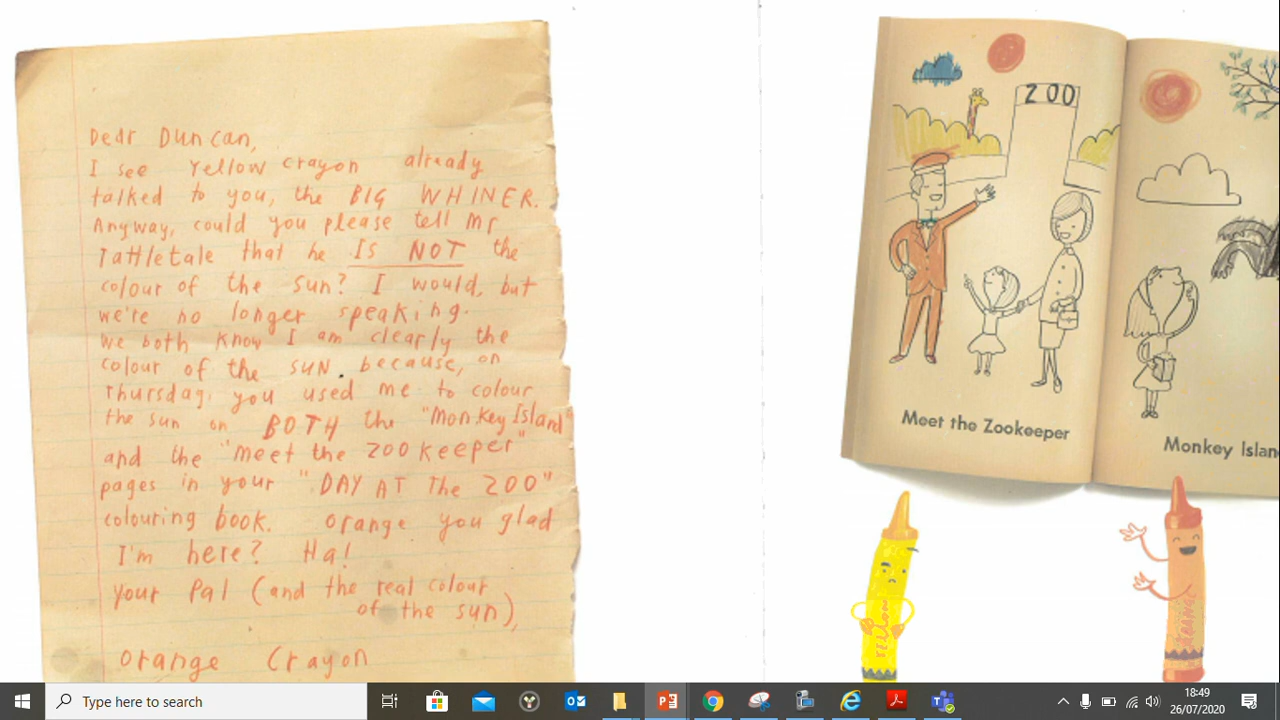 Dear Duncan,
I see Yellow crayon already
talked to you, the BIG WHINER.
Anyway, could you please tell Mr
Tattletale that he IS NOT the
colour of the sun? I would, but
we're no longer speaking.
We both know I am clearly the
colour of the SUN. because, on
Thursday, you used me to colour
the sun on BOTH the "Monkey Island"
and the "meet the ZOO keeper"
pages in your "DAY AT THE ZOO"
colouring book. Orange you glad
I'm here? Ha!
Your Pal (and the real colour
of the sun),
Orange Crayon
ZOO
Meet the Zookeeper
Monkey Islan
YELLOW
ORANGE
Type here to search
18:49
26/07/2020